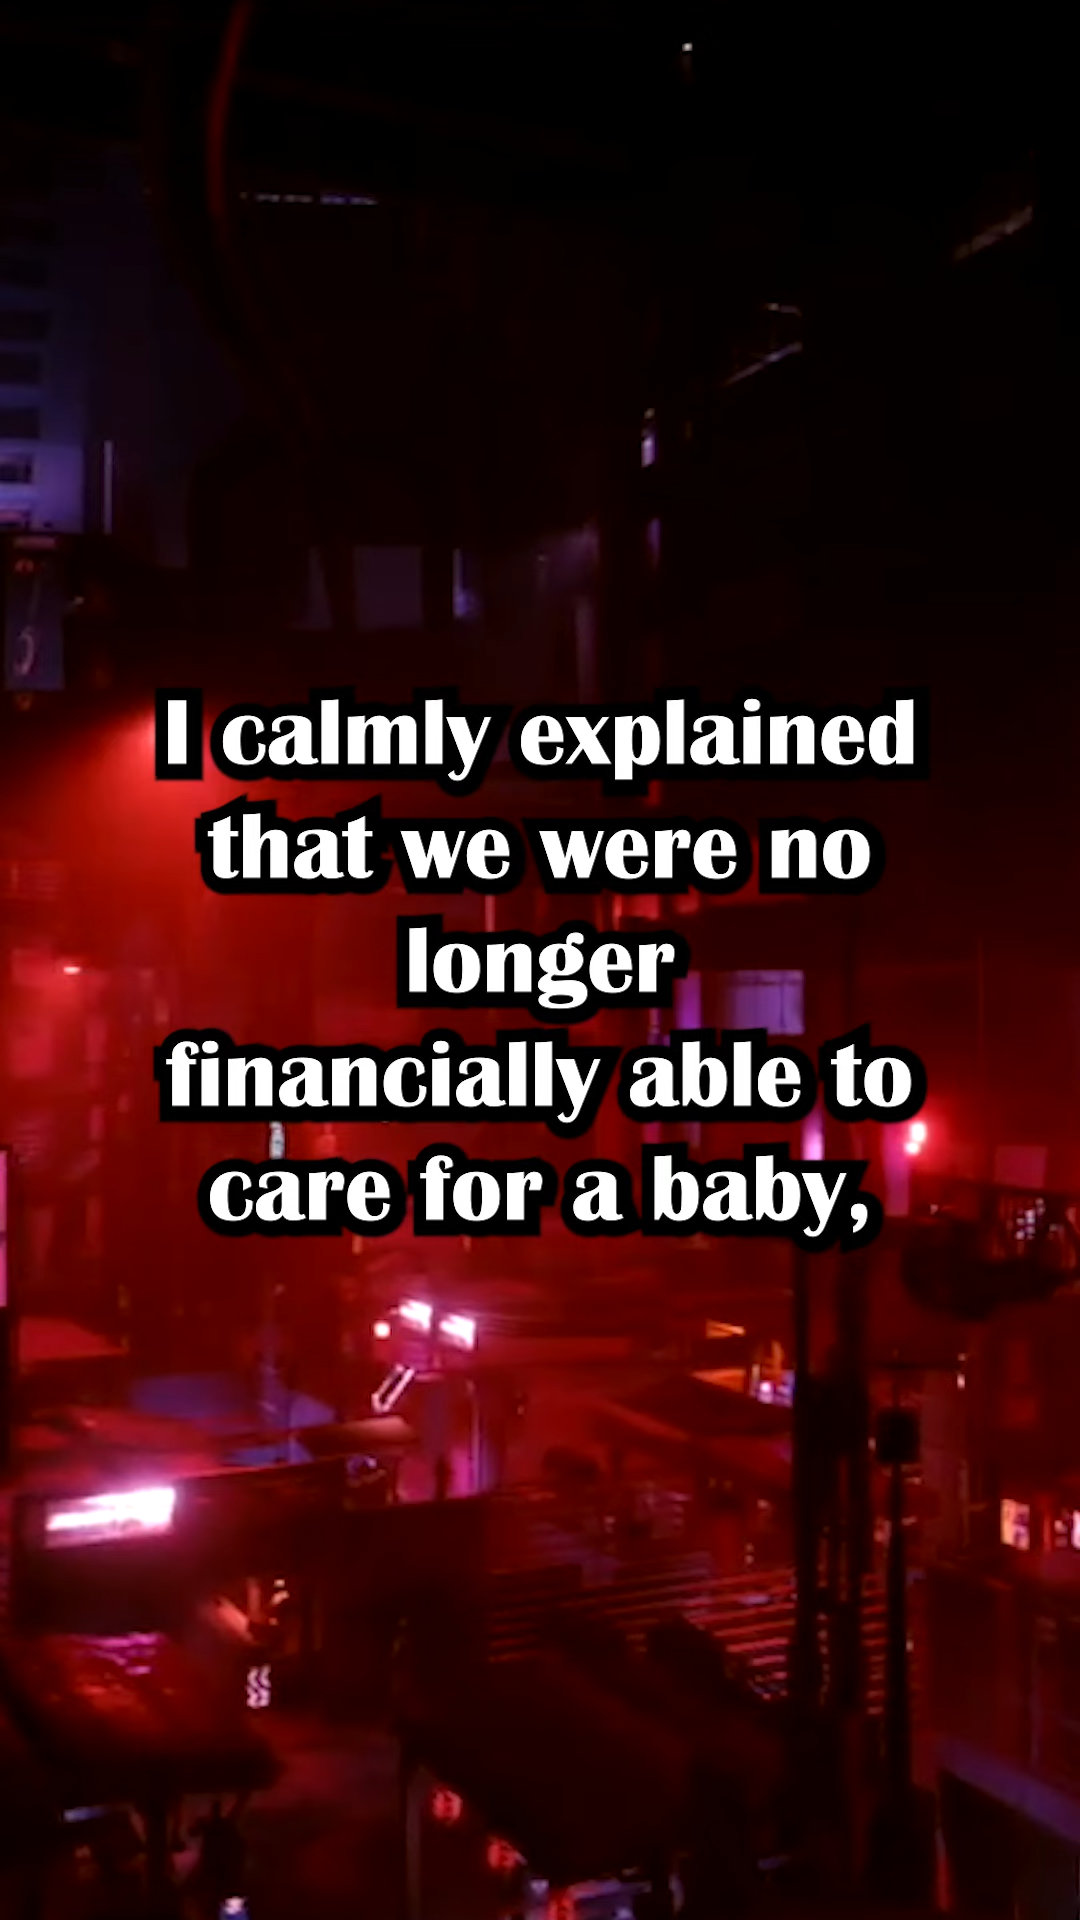 I calmly explained
that we were no
longer
financially able to
care for a baby,